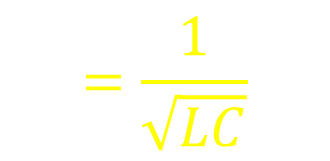 = 1/√LC